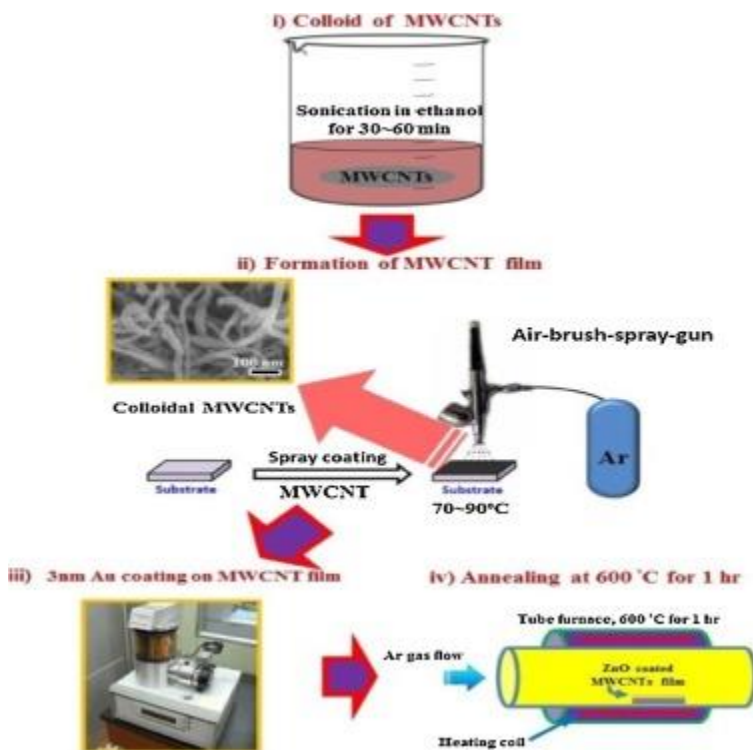 i) Colloid of MWCNTs
Sonication in ethanol
for 30~60 min
MWCNTs
ii) Formation of MWCNT film
100 nm
Air-brush-spray-gun
Colloidal MWCNTs
Ar
Spray coating
MWCNT
Substrate
Substrate
70~90°C
iii) 3nm Au coating on MWCNT film
iv) Annealing at 600 °C for 1 hr
Tube furnace, 600 °C for 1 hr
Ar gas flow
ZnO coated
MWCNTs film
Heating coil